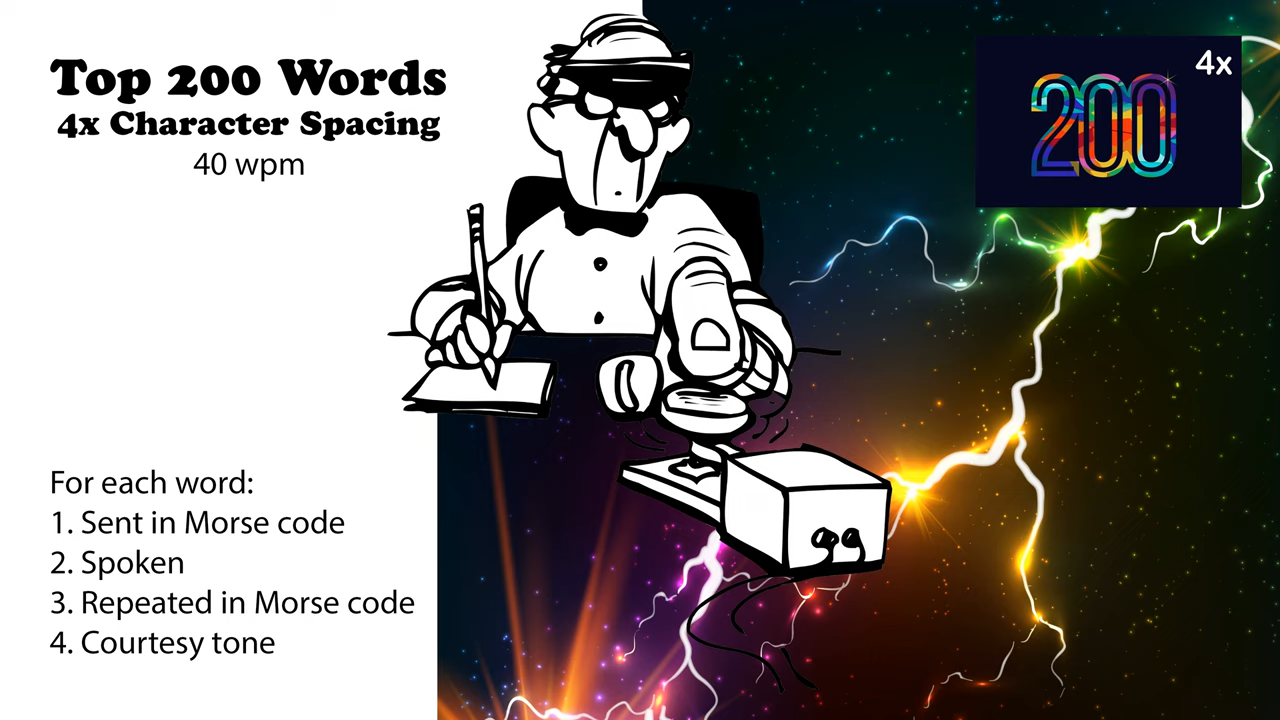 Top 200 Words
4x Character Spacing
40 wpm
4x
200
For each word:
1. Sent in Morse code
2. Spoken
3. Repeated in Morse code
4. Courtesy tone